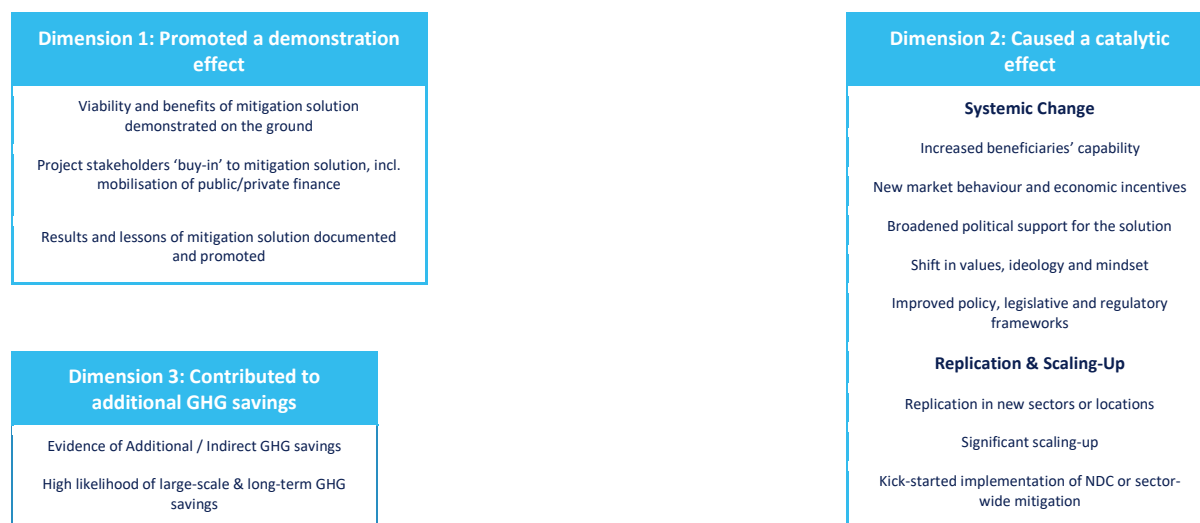 Dimension 1: Promoted a demonstration
effect
Viability and benefits of mitigation solution
demonstrated on the ground
Project stakeholders ‘buy-in’ to mitigation solution, incl.
mobilisation of public/private finance
Results and lessons of mitigation solution documented
and promoted
Dimension 2: Caused a catalytic
effect
Systemic Change
Increased beneficiaries’ capability
New market behaviour and economic incentives
Broadened political support for the solution
Shift in values, ideology and mindset
Improved policy, legislative and regulatory
frameworks
Replication & Scaling-Up
Replication in new sectors or locations
Significant scaling-up
Kick-started implementation of NDC or sector-
wide mitigation
Dimension 3: Contributed to
additional GHG savings
Evidence of Additional / Indirect GHG savings
High likelihood of large-scale & long-term GHG
savings